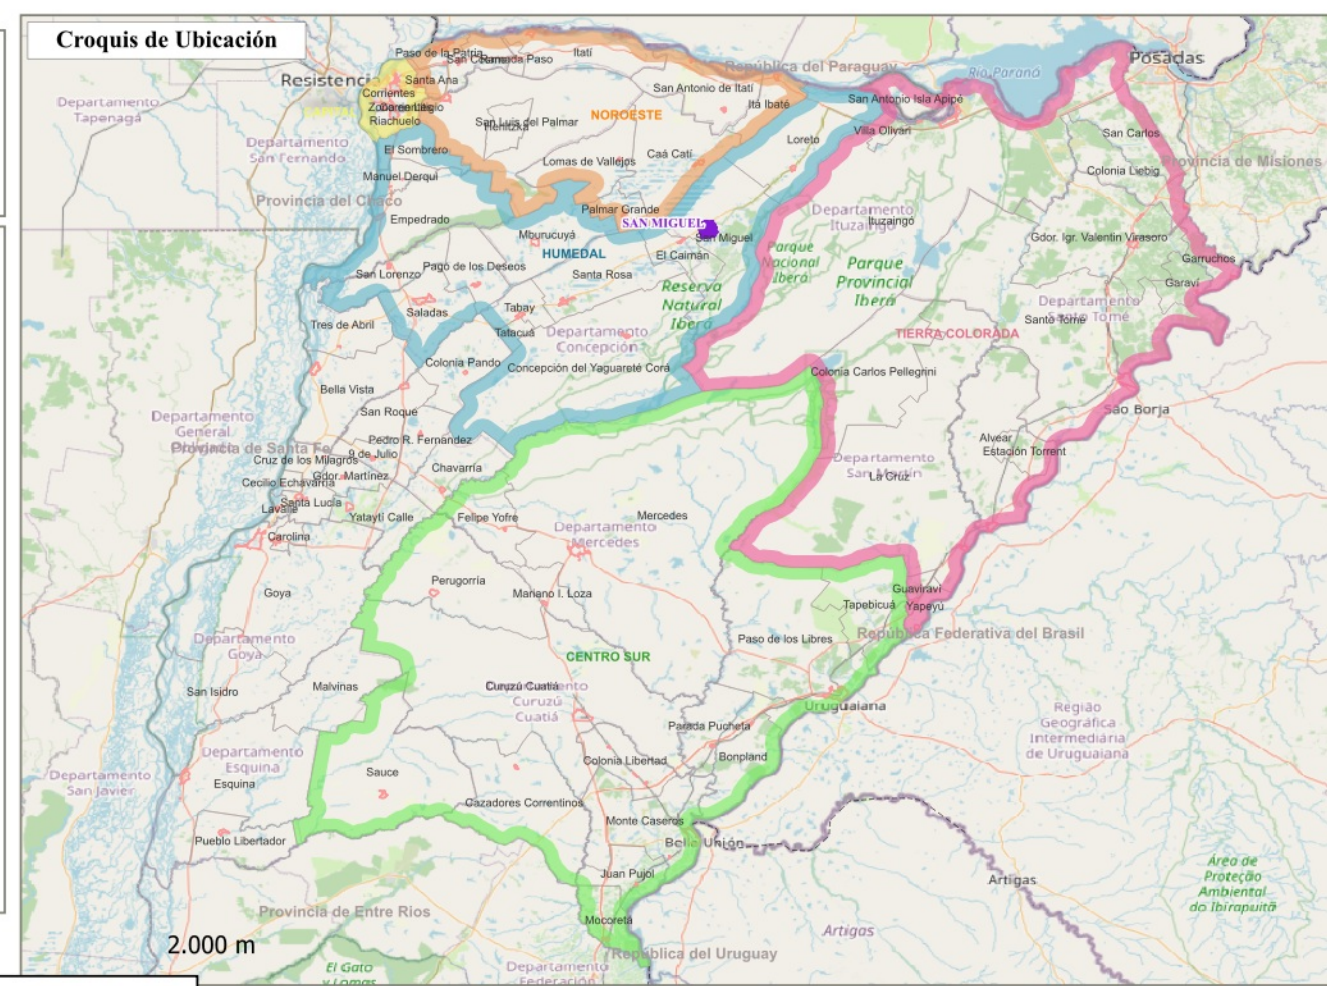 Croquis de Ubicación
Paso de la Patria
Itatí
Ramada Paso
Resistencia
Santa Ana
San Antonio de Itatí
República del Paraguay
Río Paraná
Posadas
Corrientes
Departamento
Tapenagá
Riachuelo
San Luis del Palmar
NOROESTE
Itá Ibaté
San Antonio Isla Apipé
Villa Olivari
San Carlos
Departamento
San Fernando
El Sombrero
Lomas de Vallejos
Caá Catí
Loreto
Colonia Liebig
Provincia de Misiones
Manuel Derqui
Provincia del Chaco
Empedrado
Palmar Grande
SAN MIGUEL
San Miguel
Departamento
Ituzaingó
Ituzaingó
Mburucuyá
HUMEDAL
El Caimán
Parque
Nacional
Iberá
Parque
Provincial
Iberá
Gdor. Igr. Valentin Virasoro
Garruchos
Garaví
San Lorenzo
Pago de los Deseos
Santa Rosa
Reserva
Natural
Iberá
Departamento
Santo Tomé
Santo Tomé
Tres de Abril
Saladas
Tabay
Tatacuá
Departamento
Concepción
TIERRA COLORADA
Colonia Pando
Concepción del Yaguareté Corá
Colonia Carlos Pellegrini
Bella Vista
San Roque
São Borja
Departamento
General
Provincia de Santa Fe
Pedro R. Fernández
9 de Julio
Cruz de los Milagros
Gdor. Martínez
Chavarría
Alvear
Estación Torrent
Departamento
San Martín
La Cruz
Cecilio Echavarría
Santa Lucía
Lavalle
Yatayti Calle
Felipe Yofre
Mercedes
Departamento
Mercedes
Carolina
Goya
Perugorría
Mariano I. Loza
Guaviraví
Tapebicuá
Yapeyú
Departamento
Goya
Paso de los Libres
República Federativa del Brasil
CENTRO SUR
San Isidro
Malvinas
Curuzú Cuatiá
Departamento
Curuzú
Cuatiá
Uruguaiana
Região
Geográfica
Intermediária
de Uruguaiana
Parada Pucheta
Departamento
Esquina
Esquina
Departamento
San Javier
Sauce
Colonia Libertad
Bonpland
Cazadores Correntinos
Monte Caseros
Pueblo Libertador
Bella Unión
Juan Pujol
Artigas
Área de
Proteção
Ambiental
do Ibirapuitã
Provincia de Entre Rios
Mocoretá
Artigas
2.000 m
República del Uruguay
El Gato
y Lomas
Departamento
Federación